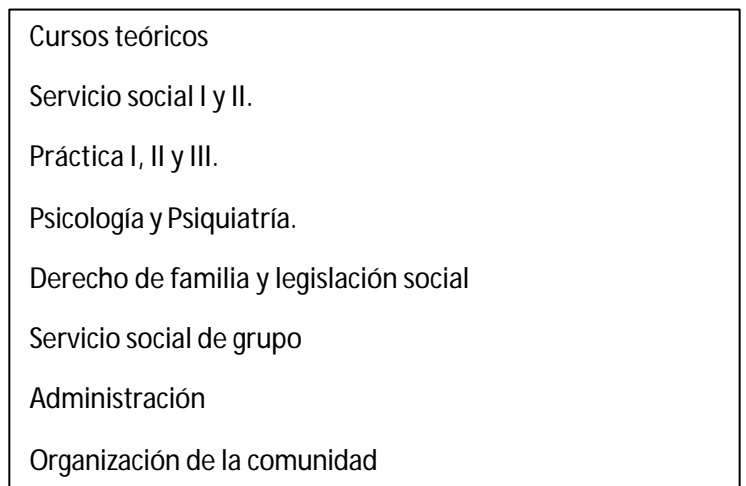 Cursos teóricos
Servicio social I y II.
Práctica I, II y III.
Psicología y Psiquiatría.
Derecho de familia y legislación social
Servicio social de grupo
Administración
Organización de la comunidad